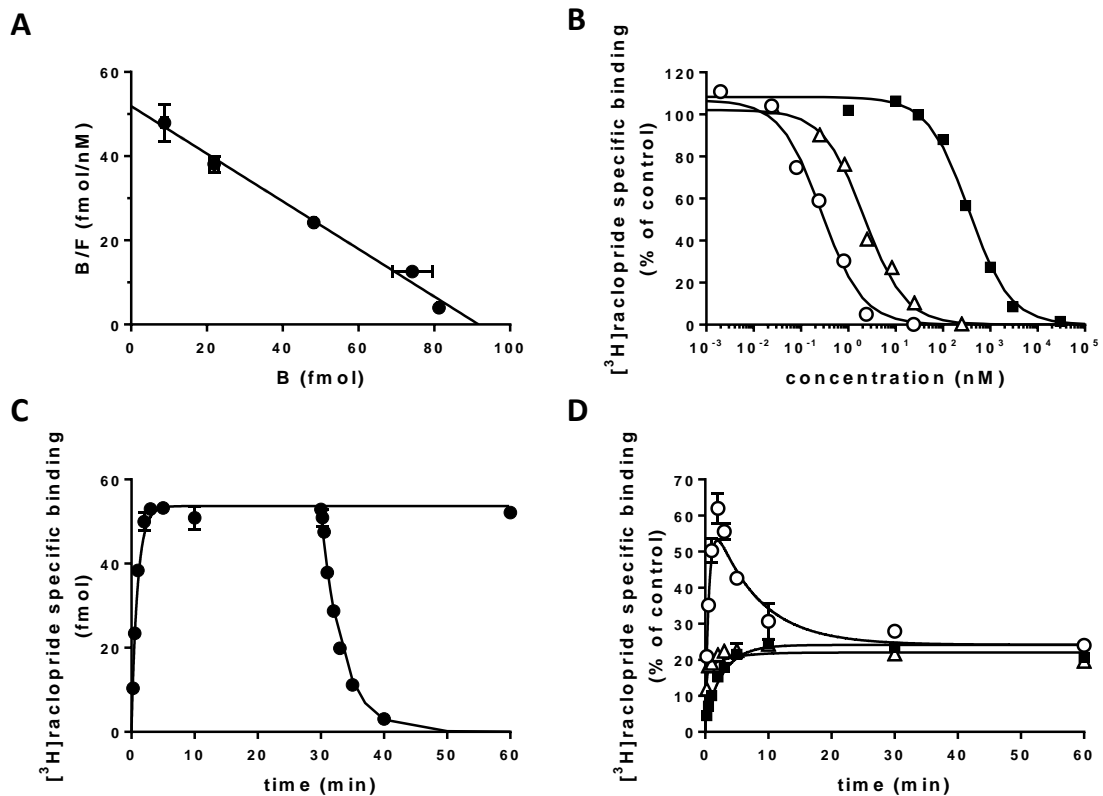 A
B/F (fmol/nM)
60
40
20
0
0 20 40 60 80 100
B (fmol)
B
[³H]raclopride specific binding
(% of control)
120
100
80
60
40
20
0
10⁻³ 10⁻² 10⁻¹ 10⁰ 10¹ 10² 10³ 10⁴ 10⁵
concentration (nM)
C
[³H]raclopride specific binding
(fmol)
60
40
20
0
0 10 20 30 40 50 60
time (min)
D
[³H]raclopride specific binding
(% of control)
70
60
50
40
30
20
10
0
0 10 20 30 40 50 60
time (min)